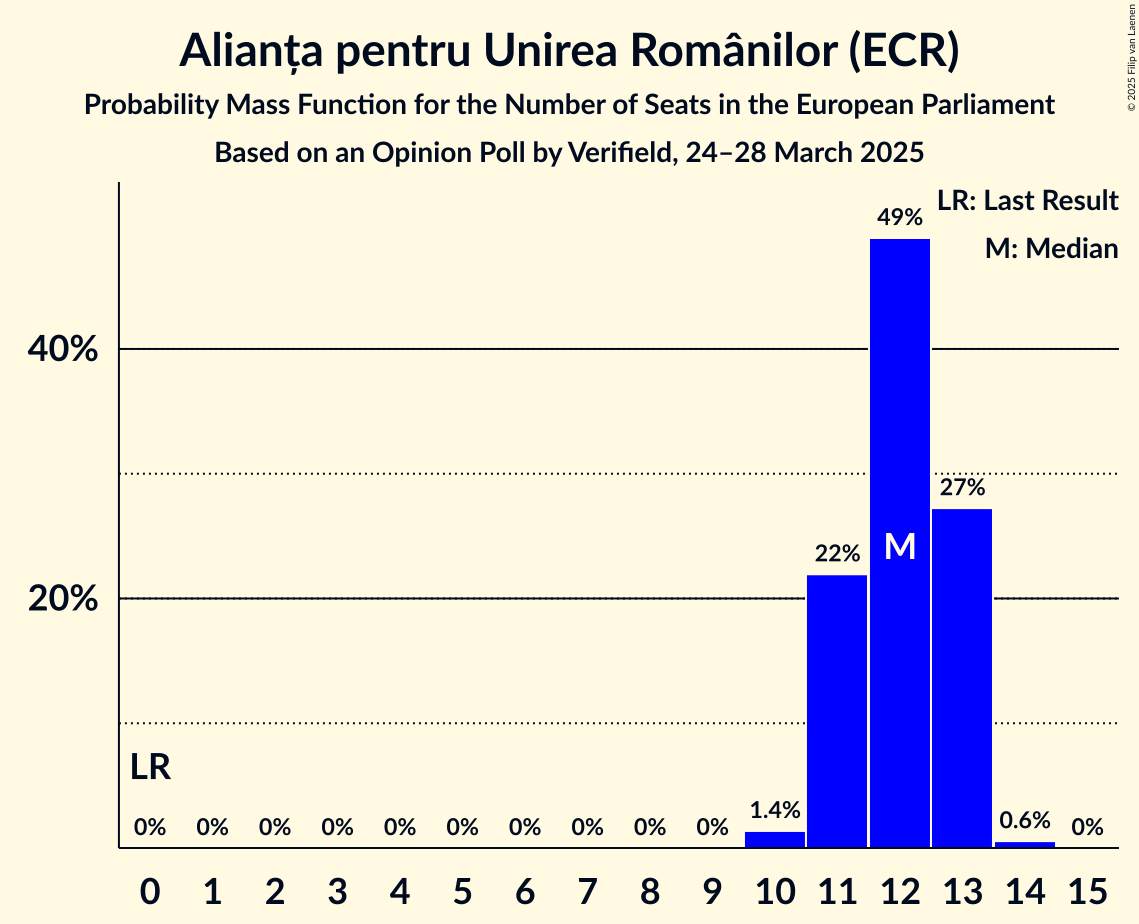 Alianța pentru Unirea Românilor (ECR)
Probability Mass Function for the Number of Seats in the European Parliament
Based on an Opinion Poll by Verifield, 24–28 March 2025
© 2025 Filip van Laenen
LR: Last Result
M: Median
49%
40%
27%
22%
M
20%
LR
0% 0% 0% 0% 0% 0% 0% 0% 0% 0% 1.4% 0.6% 0%
0 1 2 3 4 5 6 7 8 9 10 11 12 13 14 15